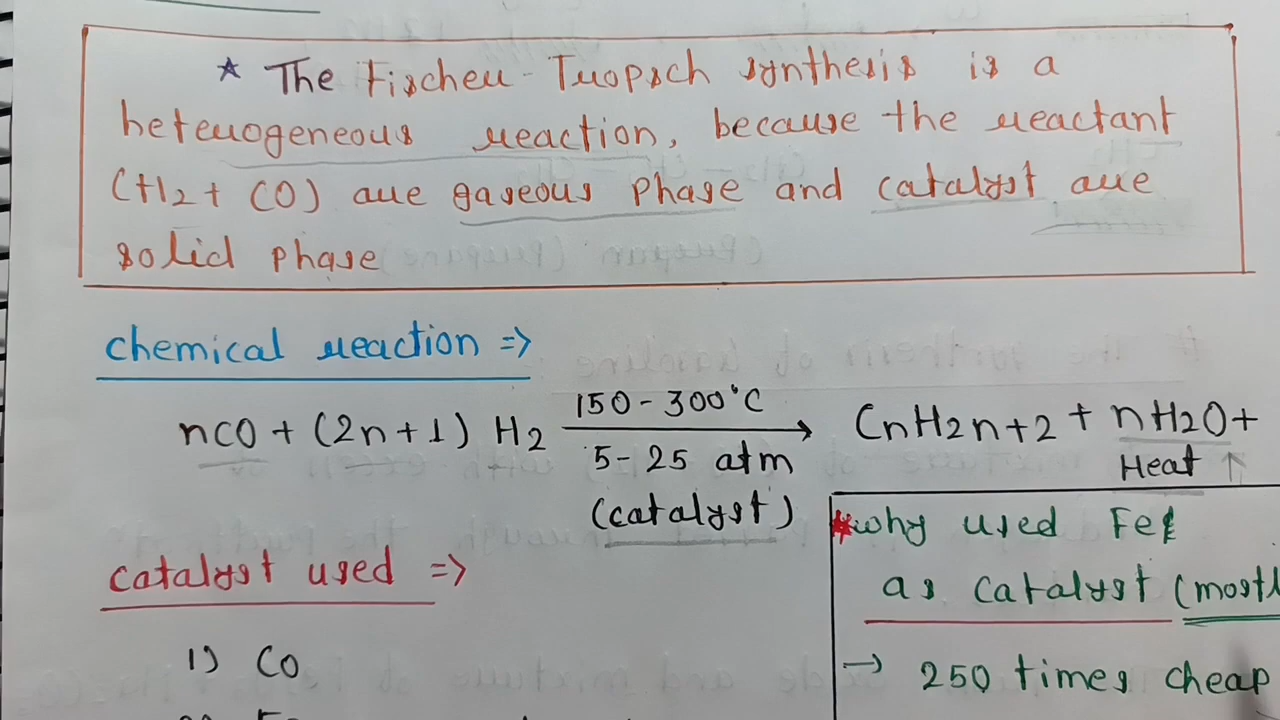 ★ The Fischer-Tropsch synthesis is a
heterogeneous reaction, because the reactant
(H2 + CO) are gaseous phase and catalyst are
solid phase
chemical reaction =>
150-300°C
nCO + (2n+1) H2 → CnH2n+2 + nH2O+
5-25 atm
Heat ↑
(catalyst)
*why used Fe
catalyst used =>
as catalyst (mostl
1) CO
→ 250 times cheap